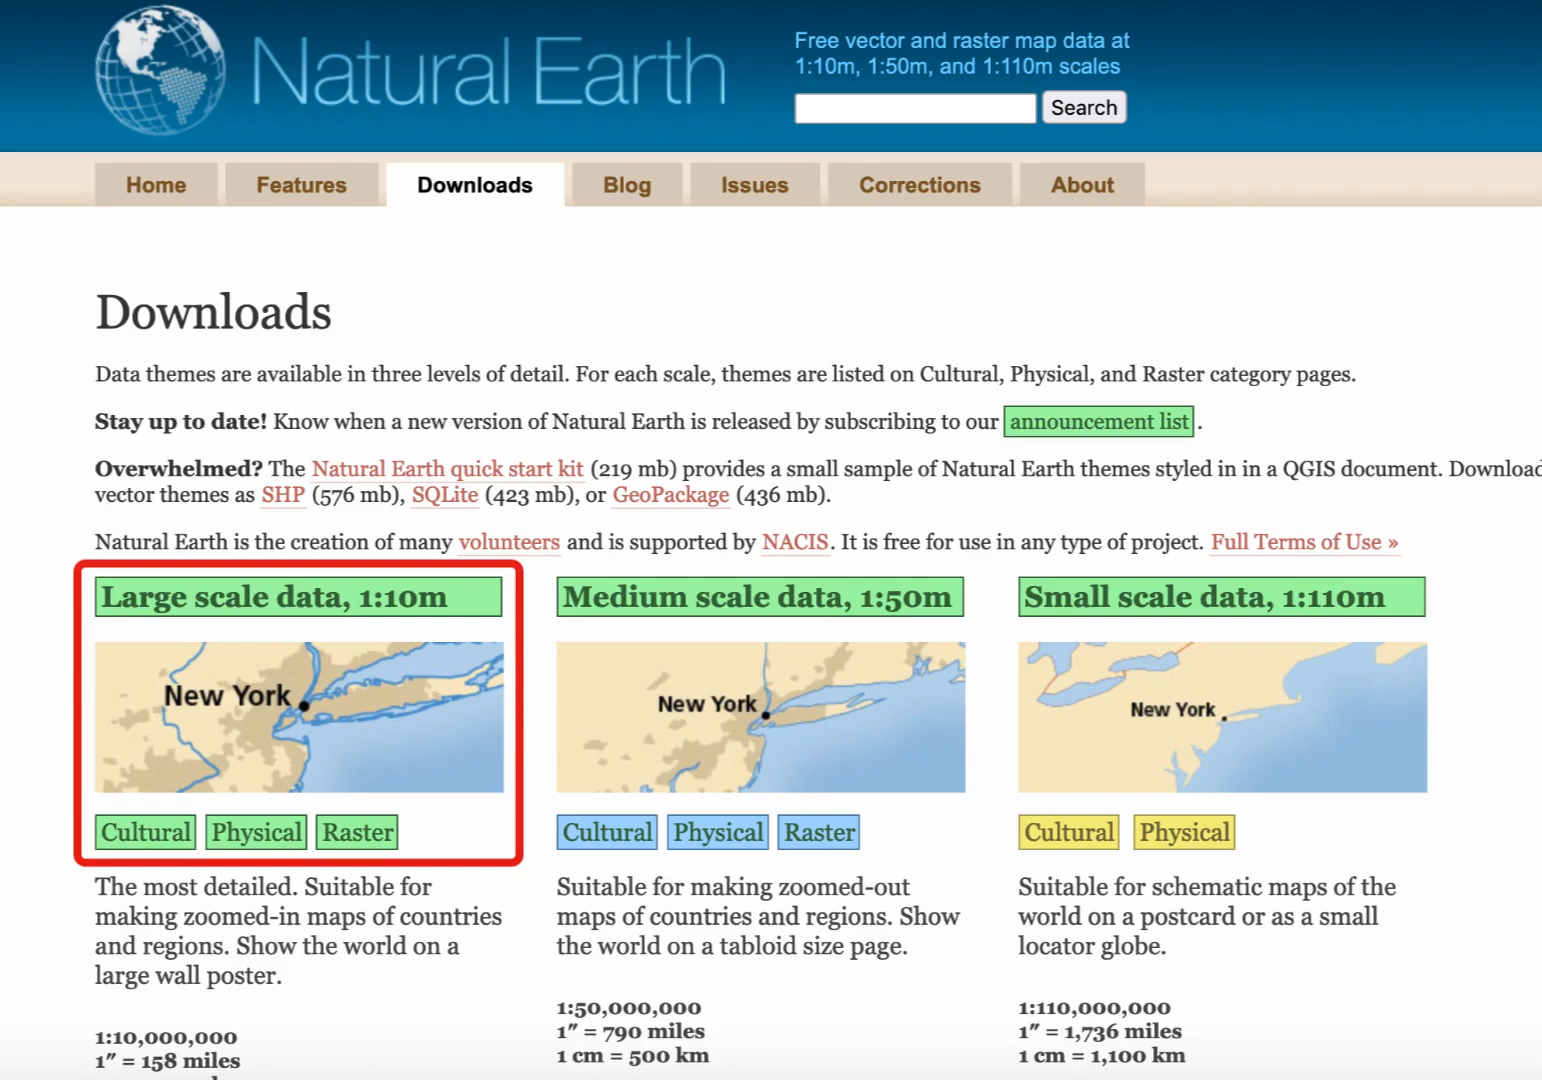 Natural Earth
Free vector and raster map data at
1:10m, 1:50m, and 1:110m scales
Search
Home
Features
Downloads
Blog
Issues
Corrections
About
Downloads
Data themes are available in three levels of detail. For each scale, themes are listed on Cultural, Physical, and Raster category pages.
Stay up to date! Know when a new version of Natural Earth is released by subscribing to our announcement list.
Overwhelmed? The Natural Earth quick start kit (219 mb) provides a small sample of Natural Earth themes styled in in a QGIS document. Download
vector themes as SHP (576 mb), SQLite (423 mb), or GeoPackage (436 mb).
Natural Earth is the creation of many volunteers and is supported by NACIS. It is free for use in any type of project. Full Terms of Use »
Large scale data, 1:10m
New York
Cultural Physical Raster
The most detailed. Suitable for
making zoomed-in maps of countries
and regions. Show the world on a
large wall poster.
1:10,000,000
1″ = 158 miles
Medium scale data, 1:50m
New York
Cultural Physical Raster
Suitable for making zoomed-out
maps of countries and regions. Show
the world on a tabloid size page.
1:50,000,000
1″ = 790 miles
1 cm = 500 km
Small scale data, 1:110m
New York
Cultural Physical
Suitable for schematic maps of the
world on a postcard or as a small
locator globe.
1:110,000,000
1″ = 1,736 miles
1 cm = 1,100 km